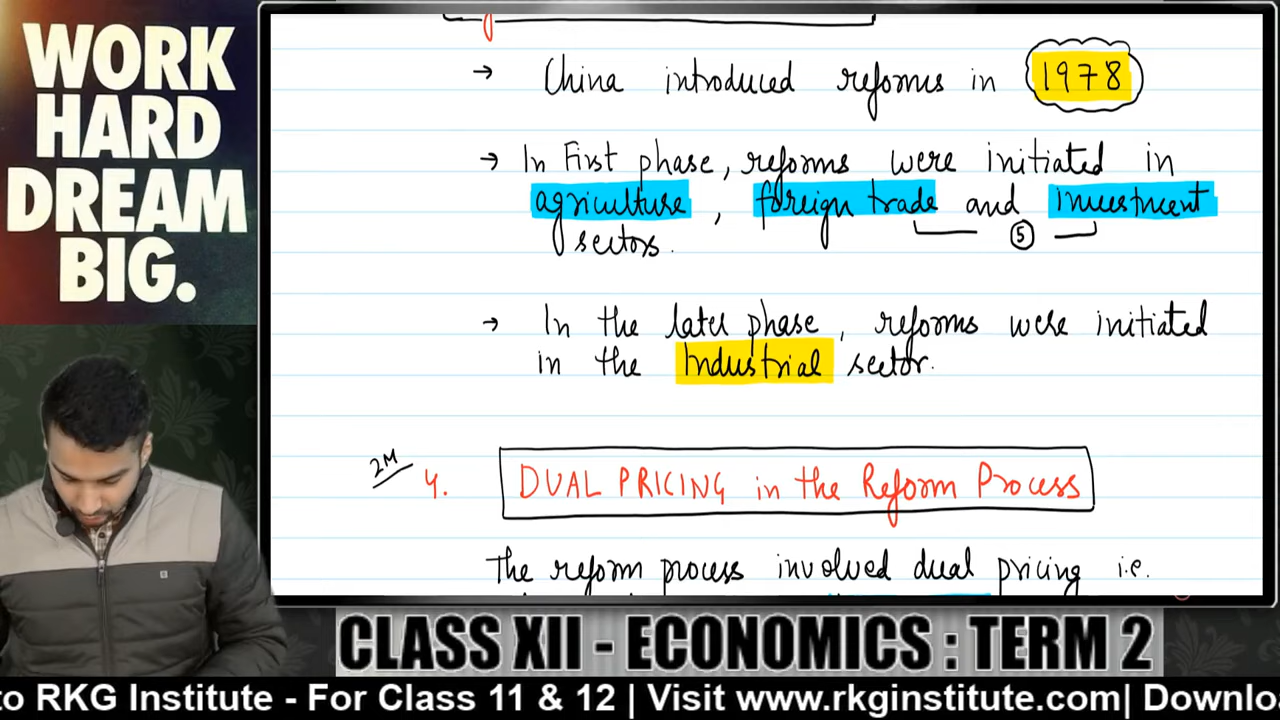 WORK
HARD
DREAM
BIG.
→ China introduced reforms in 1978
→ In First phase, reforms were initiated in
agriculture, foreign trade and investment
5
sectors.
→ In the later phase, reforms were initiated
in the Industrial sector.
2M
4. DUAL PRICING in the Reform Process
The reform process involved dual pricing i.e.
CLASS XII - ECONOMICS : TERM 2
to RKG Institute - For Class 11 & 12 | Visit www.rkginstitute.com| Downlo